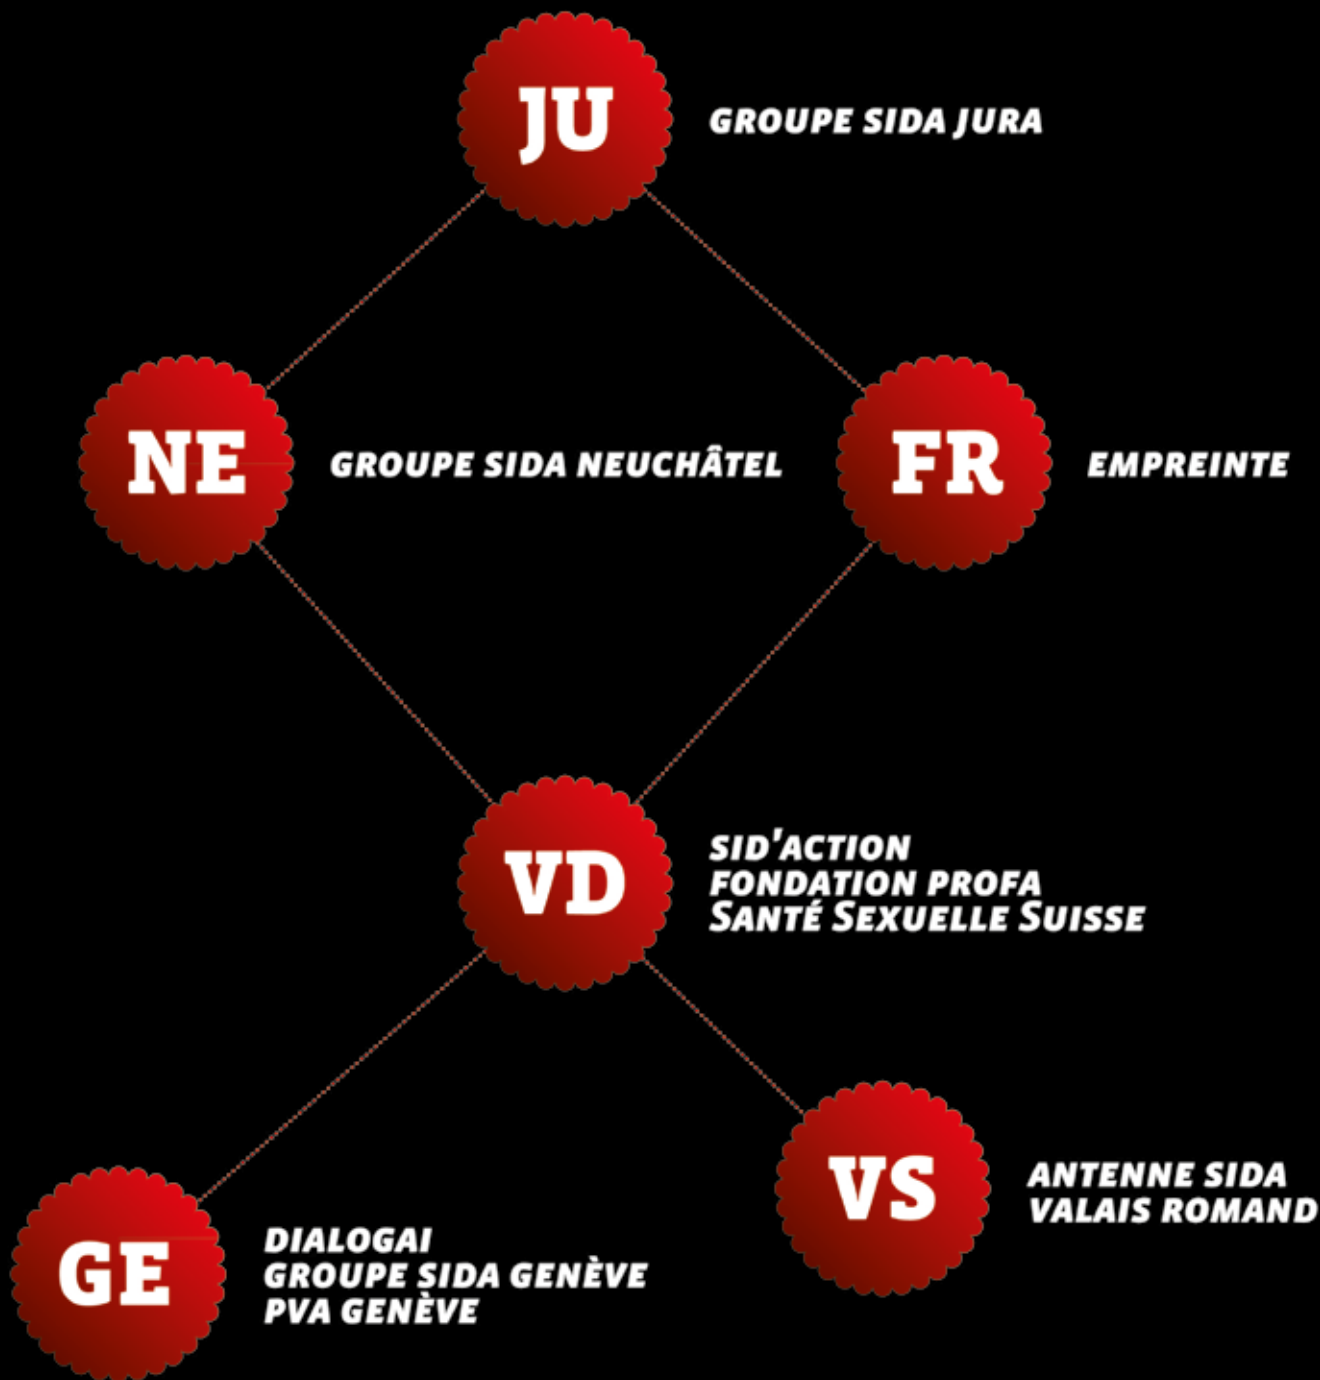 JU
GROUPE SIDA JURA
NE
GROUPE SIDA NEUCHÂTEL
FR
EMPREINTE
VD
SID'ACTION
FONDATION PROFA
SANTÉ SEXUELLE SUISSE
VS
ANTENNE SIDA
VALAIS ROMAND
GE
DIALOGAI
GROUPE SIDA GENÈVE
PVA GENÈVE